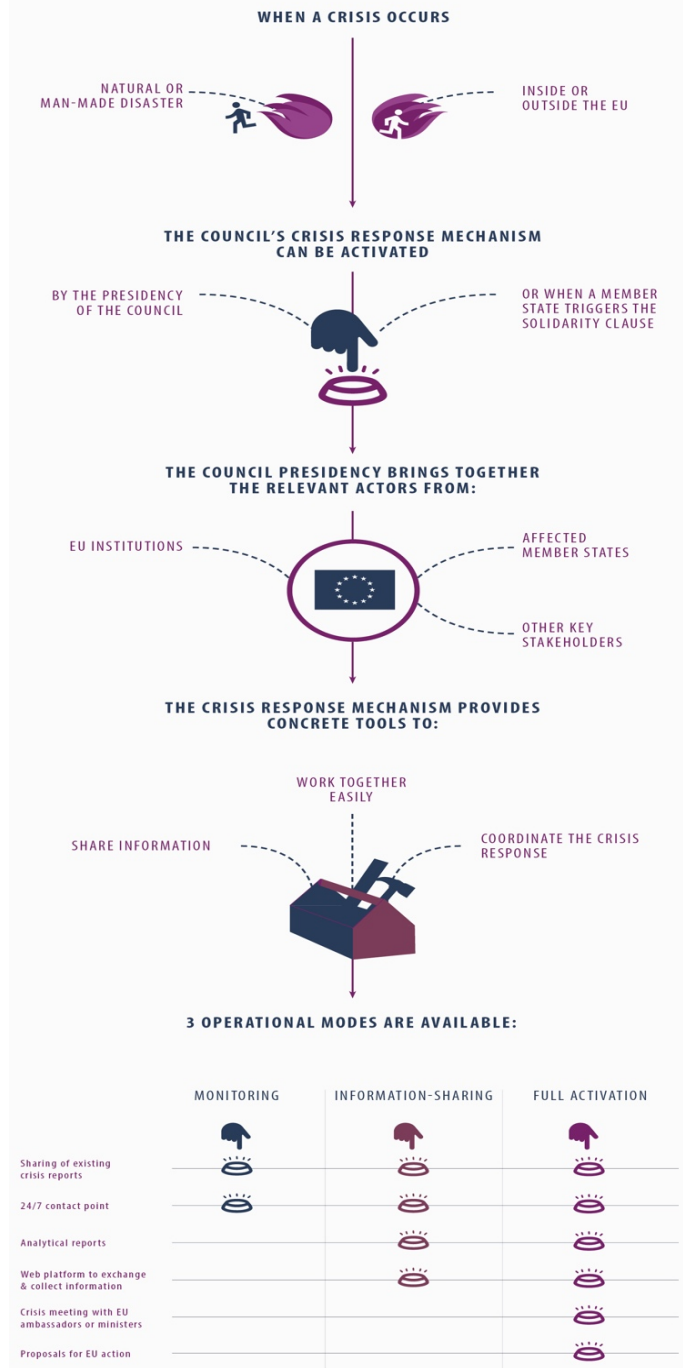 WHEN A CRISIS OCCURS
NATURAL OR
MAN-MADE DISASTER
INSIDE OR
OUTSIDE THE EU
THE COUNCIL'S CRISIS RESPONSE MECHANISM
CAN BE ACTIVATED
BY THE PRESIDENCY
OF THE COUNCIL
OR WHEN A MEMBER
STATE TRIGGERS THE
SOLIDARITY CLAUSE
THE COUNCIL PRESIDENCY BRINGS TOGETHER
THE RELEVANT ACTORS FROM:
EU INSTITUTIONS
AFFECTED
MEMBER STATES
OTHER KEY
STAKEHOLDERS
THE CRISIS RESPONSE MECHANISM PROVIDES
CONCRETE TOOLS TO:
WORK TOGETHER
EASILY
SHARE INFORMATION
COORDINATE THE CRISIS
RESPONSE
3 OPERATIONAL MODES ARE AVAILABLE:
MONITORING
INFORMATION-SHARING
FULL ACTIVATION
Sharing of existing
crisis reports
24/7 contact point
Analytical reports
Web platform to exchange
& collect information
Crisis meeting with EU
ambassadors or ministers
Proposals for EU action